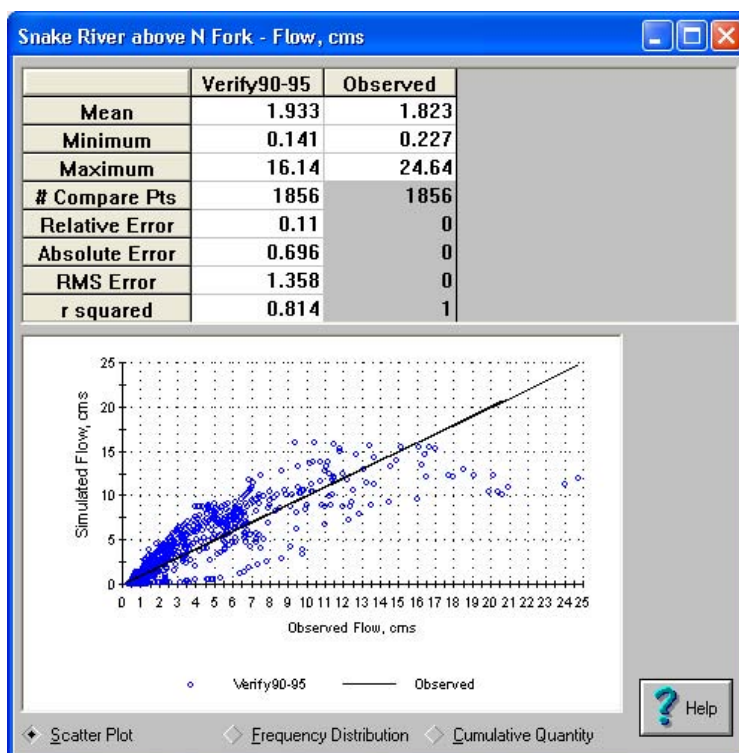 Snake River above N Fork - Flow, cms
Verify90-95 Observed
Mean 1.933 1.823
Minimum 0.141 0.227
Maximum 16.14 24.64
# Compare Pts 1856 1856
Relative Error 0.11 0
Absolute Error 0.696 0
RMS Error 1.358 0
r squared 0.814 1
25
20
15
10
5
0
Simulated Flow, cms
0 1 2 3 4 5 6 7 8 9 10 11 12 13 14 15 16 17 18 19 20 21 22 23 24 25
Observed Flow, cms
Verify90-95 Observed
Help
Scatter Plot Frequency Distribution Cumulative Quantity